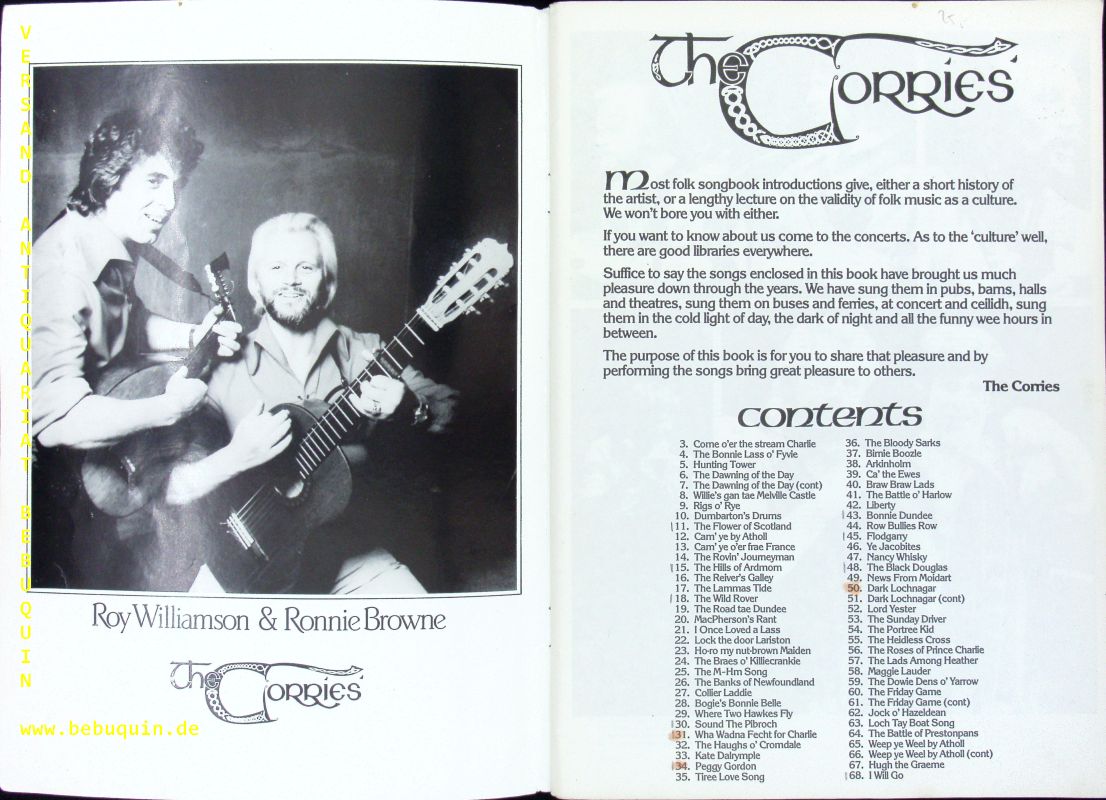 VERSAND ANTIQUARIAT BEBUQUIN
Roy Williamson & Ronnie Browne
The Corries
www.bebuquin.de
25.
The Corries
Most folk songbook introductions give, either a short history of
the artist, or a lengthy lecture on the validity of folk music as a culture.
We won't bore you with either.
If you want to know about us come to the concerts. As to the 'culture' well,
there are good libraries everywhere.
Suffice to say the songs enclosed in this book have brought us much
pleasure down through the years. We have sung them in pubs, barns, halls
and theatres, sung them on buses and ferries, at concert and ceilidh, sung
them in the cold light of day, the dark of night and all the funny wee hours in
between.
The purpose of this book is for you to share that pleasure and by
performing the songs bring great pleasure to others.
The Corries
contents
3. Come o'er the stream Charlie
4. The Bonnie Lass o' Fyvie
5. Hunting Tower
6. The Dawning of the Day
7. The Dawning of the Day (cont)
8. Willie's gan tae Melville Castle
9. Rigs o' Rye
10. Dumbarton's Drums
11. The Flower of Scotland
12. Cam' ye by Atholl
13. Cam' ye o'er frae France
14. The Rovin' Journeyman
15. The Hills of Ardmorn
16. The Reiver's Galley
17. The Lammas Tide
18. The Wild Rover
19. The Road tae Dundee
20. MacPherson's Rant
21. I Once Loved a Lass
22. Lock the door Lariston
23. Ho-ro my nut-brown Maiden
24. The Braes o' Killiecrankie
25. The M-Hm Song
26. The Banks of Newfoundland
27. Collier Laddie
28. Bogie's Bonnie Belle
29. Where Two Hawkes Fly
30. Sound The Pibroch
31. Wha Wadna Fecht for Charlie
32. The Haughs o' Cromdale
33. Kate Dalrymple
34. Peggy Gordon
35. Tiree Love Song
36. The Bloody Sarks
37. Birnie Boozle
38. Arkinholm
39. Ca' the Ewes
40. Braw Braw Lads
41. The Battle o' Harlow
42. Liberty
43. Bonnie Dundee
44. Row Bullies Row
45. Flodgarry
46. Ye Jacobites
47. Nancy Whisky
48. The Black Douglas
49. News From Moidart
50. Dark Lochnagar
51. Dark Lochnagar (cont)
52. Lord Yester
53. The Sunday Driver
54. The Portree Kid
55. The Heidless Cross
56. The Roses of Prince Charlie
57. The Lads Among Heather
58. Maggie Lauder
59. The Dowie Dens o' Yarrow
60. The Friday Game
61. The Friday Game (cont)
62. Jock o' Hazeldean
63. Loch Tay Boat Song
64. The Battle of Prestonpans
65. Weep ye Weel by Atholl
66. Weep ye Weel by Atholl (cont)
67. Hugh the Graeme
68. I Will Go